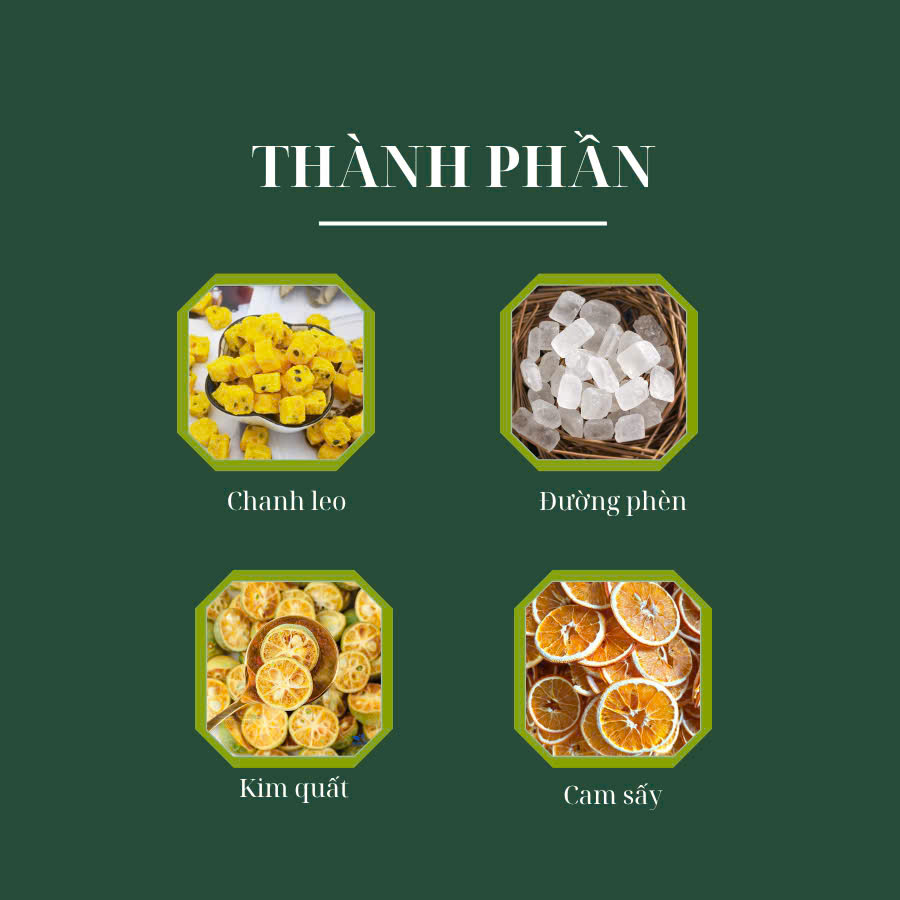 THÀNH PHẦN
Chanh leo
Đường phèn
Kim quất
Cam sấy